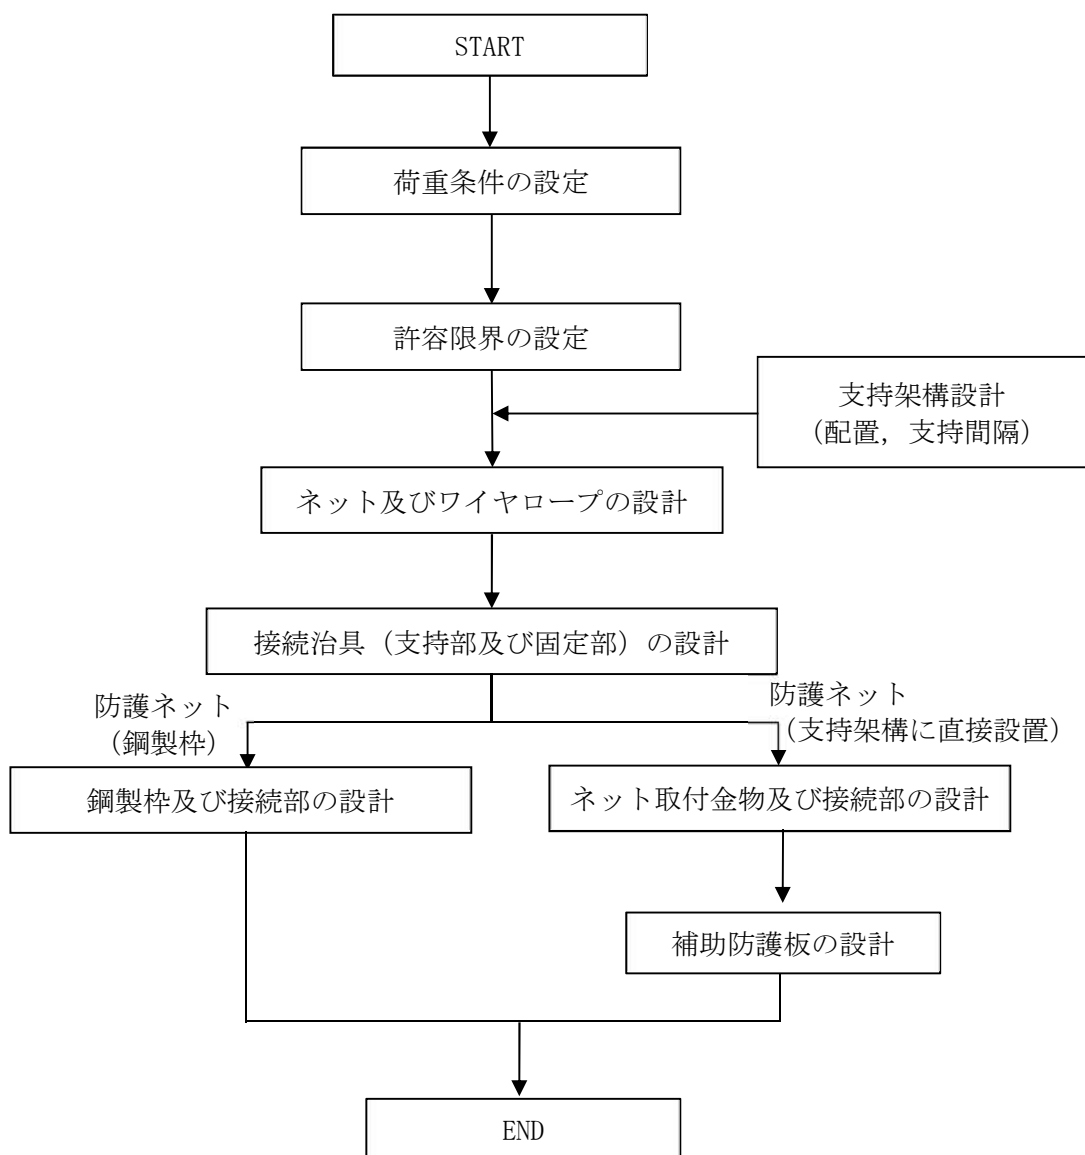 START
荷重条件の設定
許容限界の設定
支持架構設計
(配置, 支持間隔)
ネット及びワイヤロープの設計
接続治具（支持部及び固定部）の設計
防護ネット
（鋼製枠）
防護ネット
（支持架構に直接設置）
鋼製枠及び接続部の設計
ネット取付金物及び接続部の設計
補助防護板の設計
END